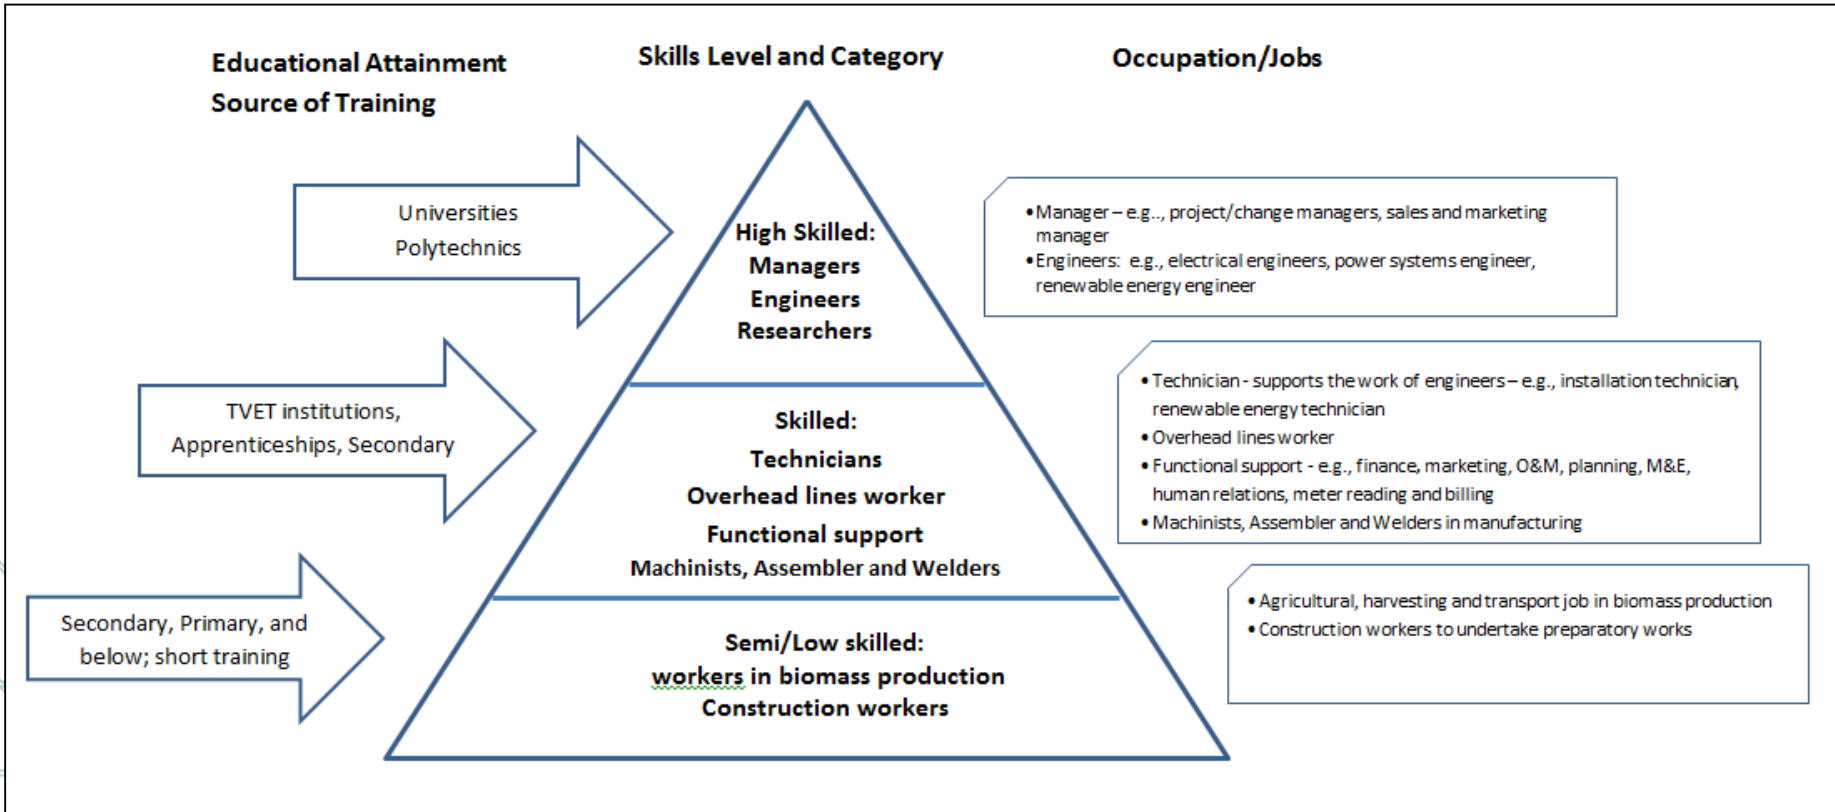 Educational Attainment
Source of Training
Skills Level and Category
Occupation/Jobs
Universities
Polytechnics
High Skilled:
Managers
Engineers
Researchers
•Manager – e.g.., project/change managers, sales and marketing
manager
•Engineers: e.g., electrical engineers, power systems engineer,
renewable energy engineer
TVET institutions,
Apprenticeships, Secondary
Skilled:
Technicians
Overhead lines worker
Functional support
Machinists, Assembler and Welders
•Technician - supports the work of engineers – e.g., installation technician,
renewable energy technician
•Overhead lines worker
•Functional support - e.g., finance, marketing, O&M, planning, M&E,
human relations, meter reading and billing
•Machinists, Assembler and Welders in manufacturing
Secondary, Primary, and
below; short training
Semi/Low skilled:
workers in biomass production
Construction workers
•Agricultural, harvesting and transport job in biomass production
•Construction workers to undertake preparatory works